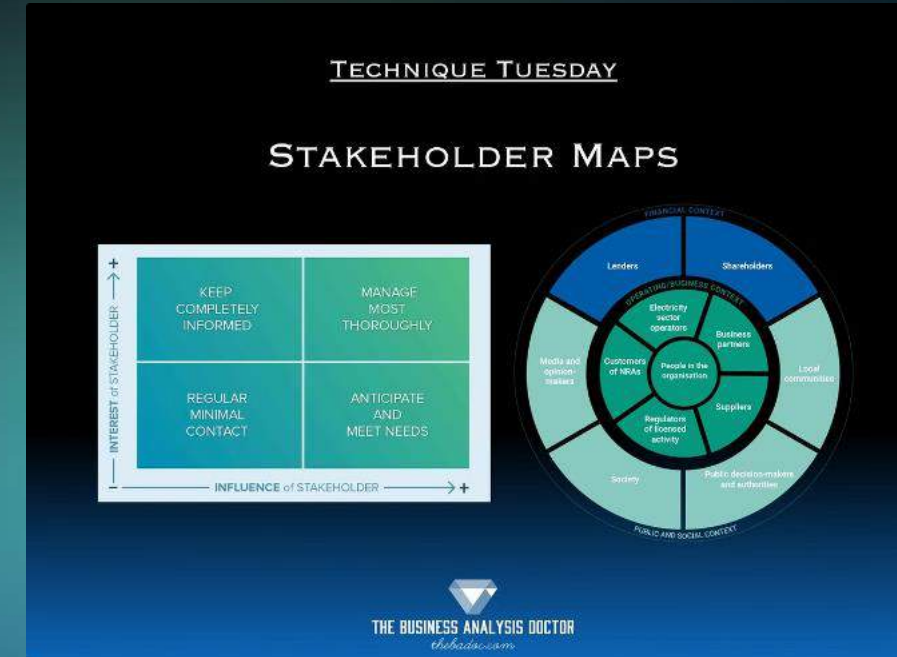 TECHNIQUE TUESDAY
STAKEHOLDER MAPS
INTEREST of STAKEHOLDER
+
−
KEEP
COMPLETELY
INFORMED
MANAGE
MOST
THOROUGHLY
REGULAR
MINIMAL
CONTACT
ANTICIPATE
AND
MEET NEEDS
INFLUENCE of STAKEHOLDER
+
FINANCIAL CONTEXT
Lenders
Shareholders
OPERATING/BUSINESS CONTEXT
Electricity
sector
operators
Business
partners
Media and
opinion-
makers
Customers
of NRAs
People in the
organisation
Local
communities
Suppliers
Regulators
of licensed
activity
Society
Public decision-makers
and authorities
PUBLIC AND SOCIAL CONTEXT
THE BUSINESS ANALYSIS DOCTOR
thebadoc.com